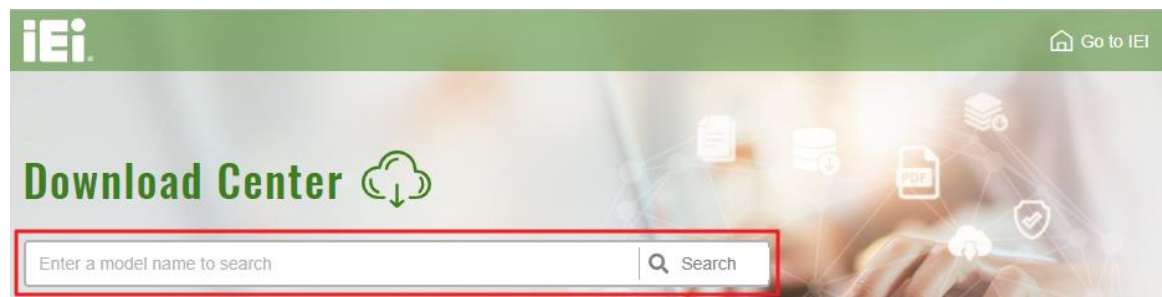 iEi.
Go to IEI
Download Center
Enter a model name to search
Search
PDF